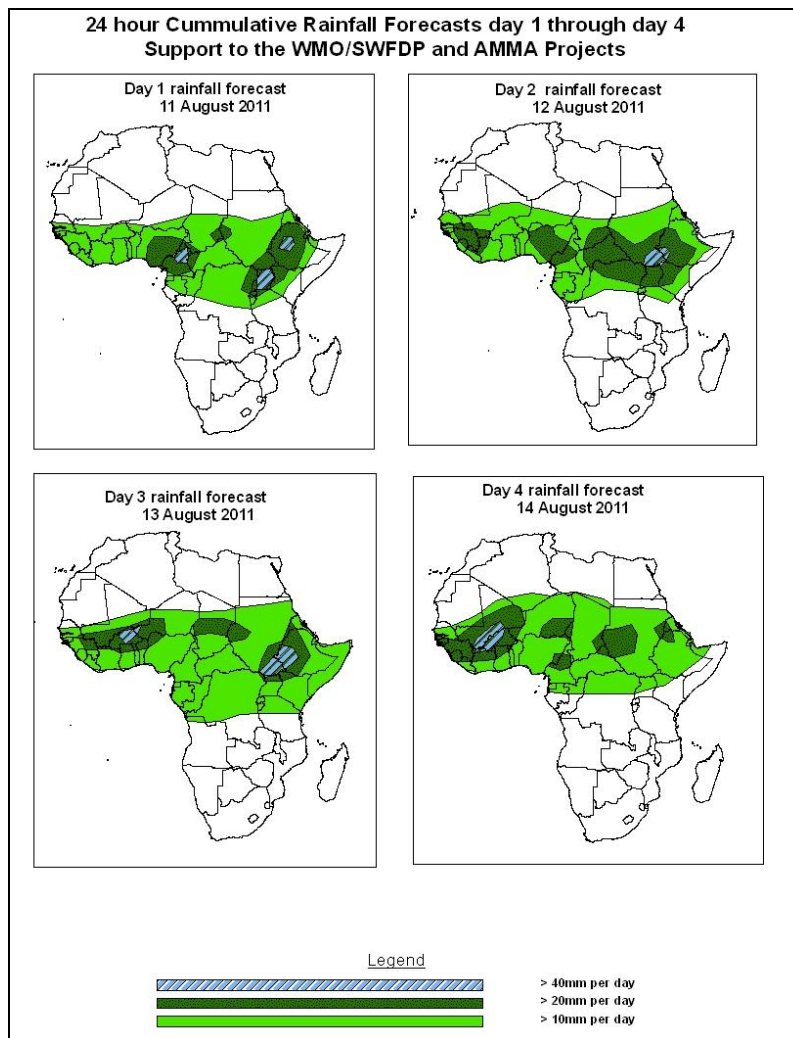 24 hour Cummulative Rainfall Forecasts day 1 through day 4
Support to the WMO/SWFDP and AMMA Projects
Day 1 rainfall forecast
11 August 2011
Day 2 rainfall forecast
12 August 2011
Day 3 rainfall forecast
13 August 2011
Day 4 rainfall forecast
14 August 2011
Legend
> 40mm per day
> 20mm per day
> 10mm per day